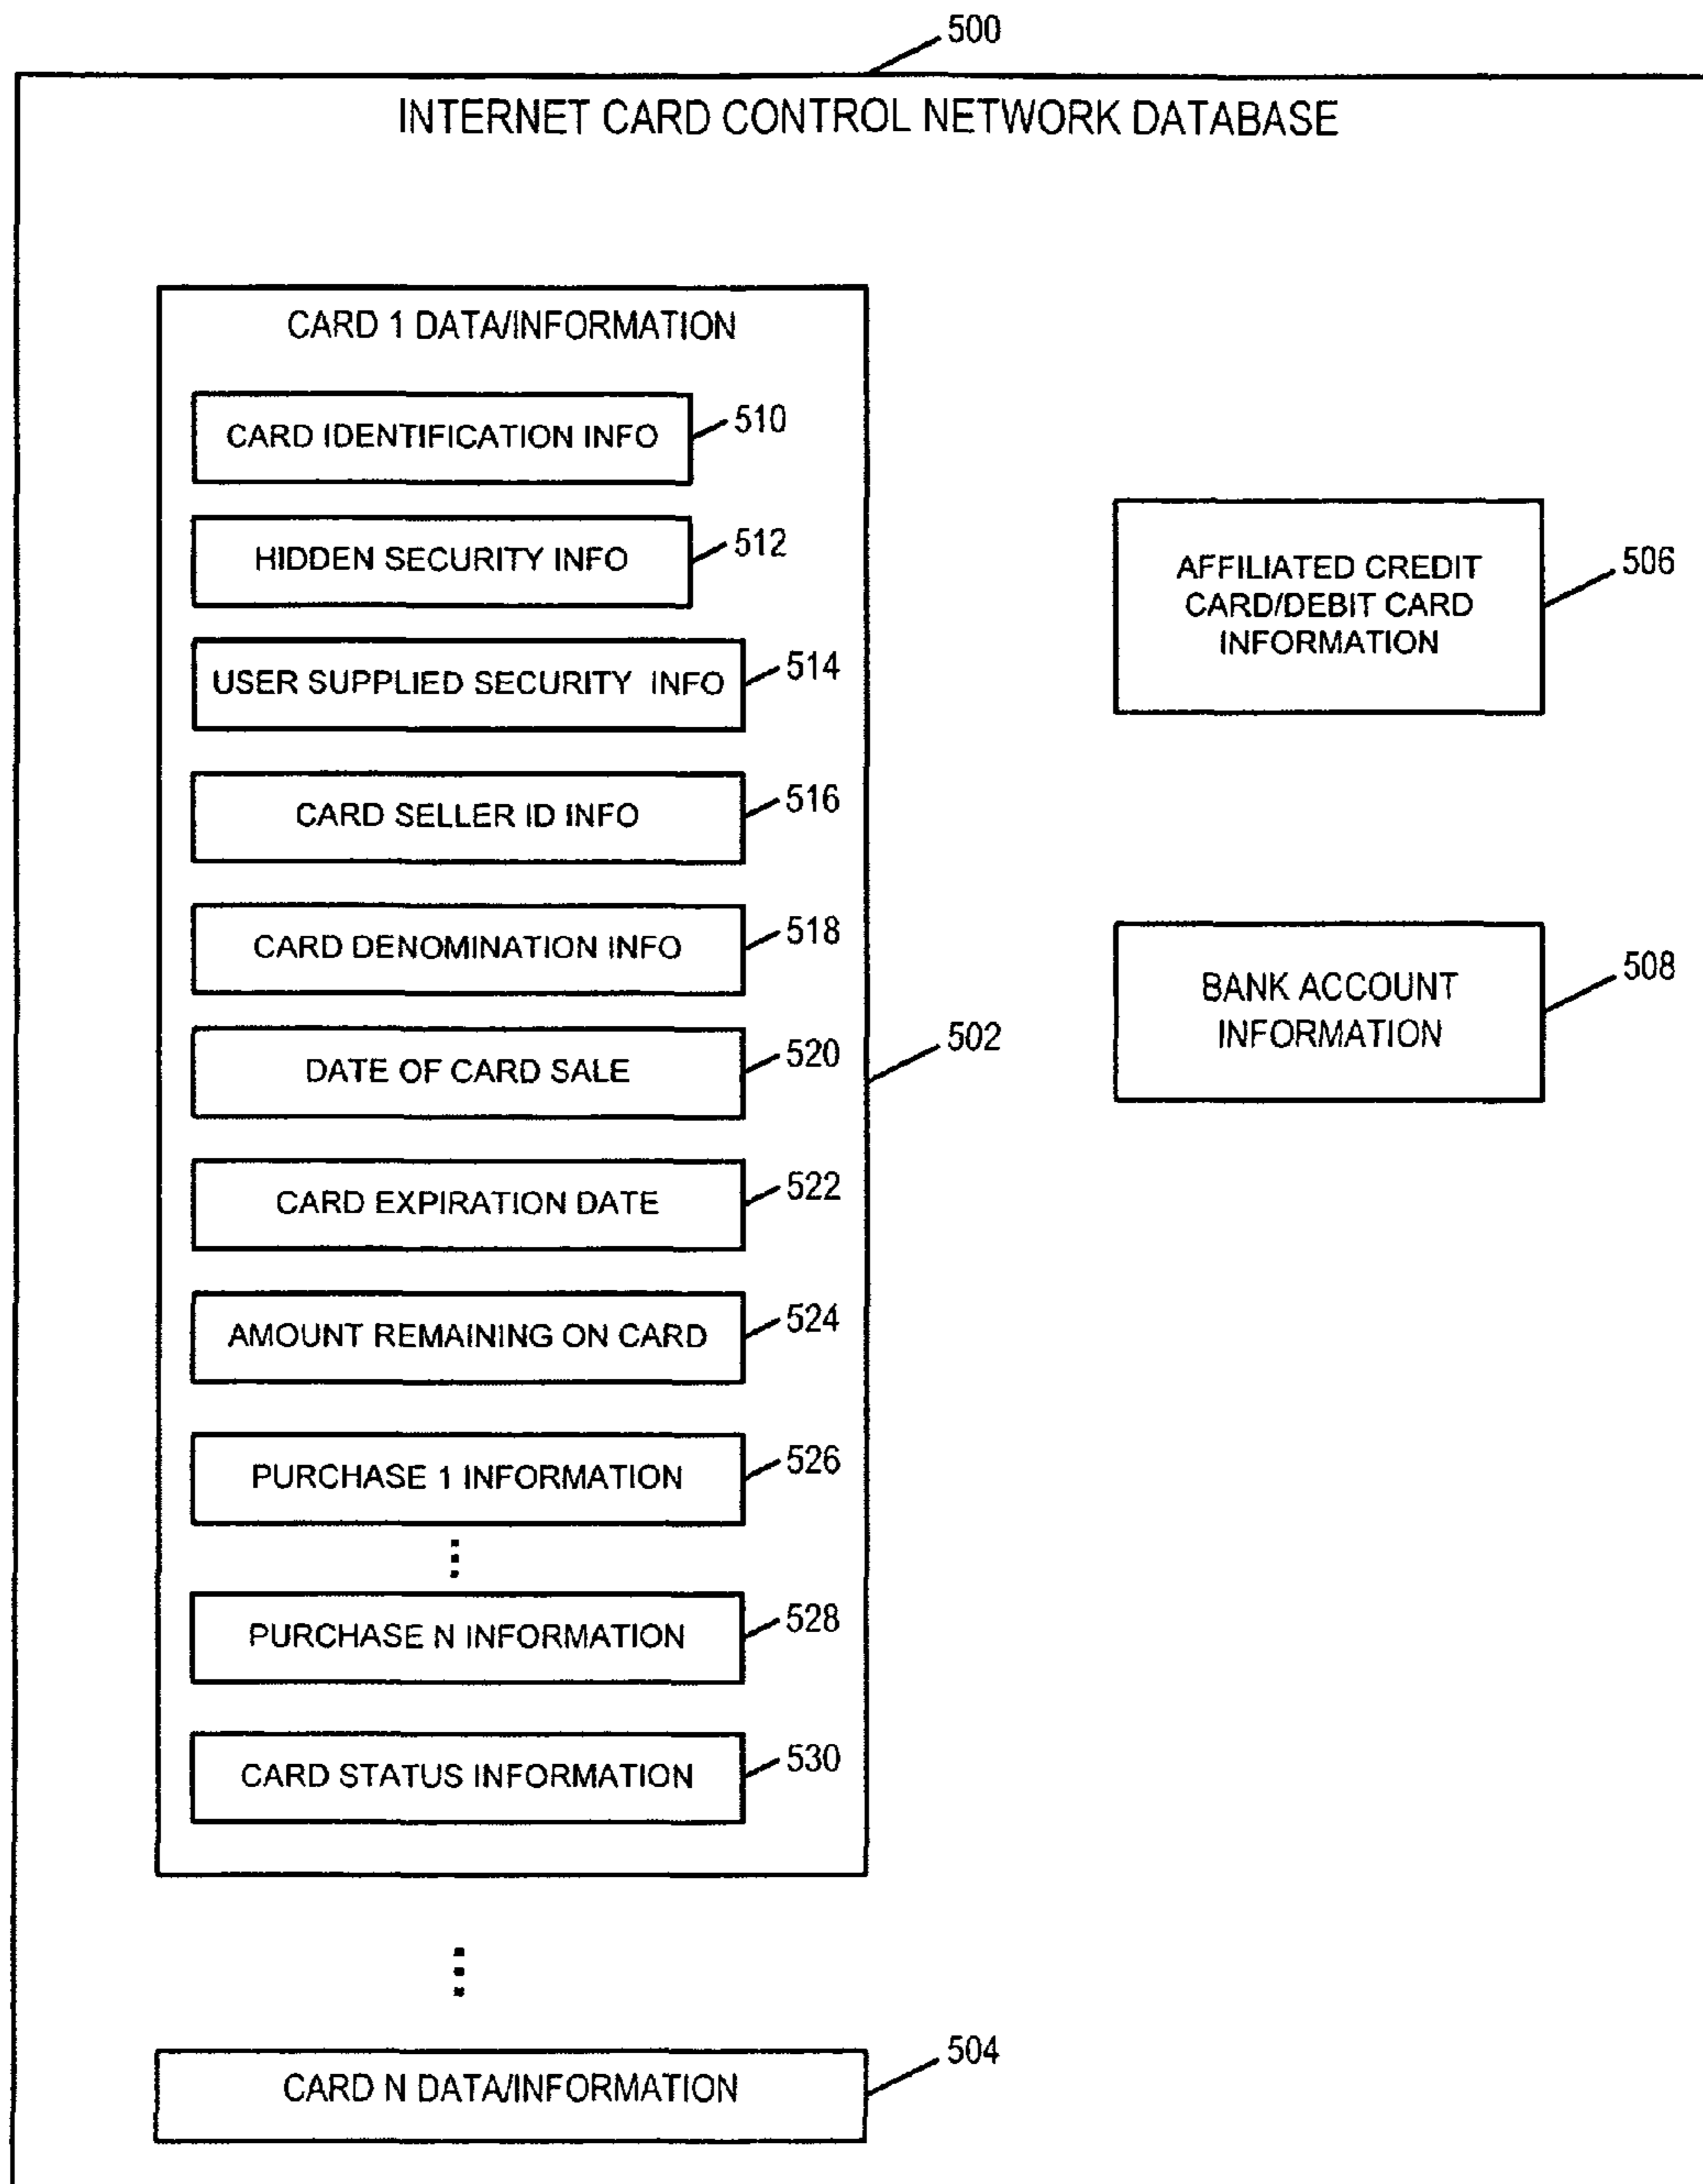 500
INTERNET CARD CONTROL NETWORK DATABASE
CARD 1 DATA/INFORMATION
CARD IDENTIFICATION INFO
510
HIDDEN SECURITY INFO
512
USER SUPPLIED SECURITY INFO
514
CARD SELLER ID INFO
516
CARD DENOMINATION INFO
518
DATE OF CARD SALE
520
CARD EXPIRATION DATE
522
AMOUNT REMAINING ON CARD
524
PURCHASE 1 INFORMATION
526
PURCHASE N INFORMATION
528
CARD STATUS INFORMATION
530
502
AFFILIATED CREDIT
CARD/DEBIT CARD
INFORMATION
506
BANK ACCOUNT
INFORMATION
508
CARD N DATA/INFORMATION
504